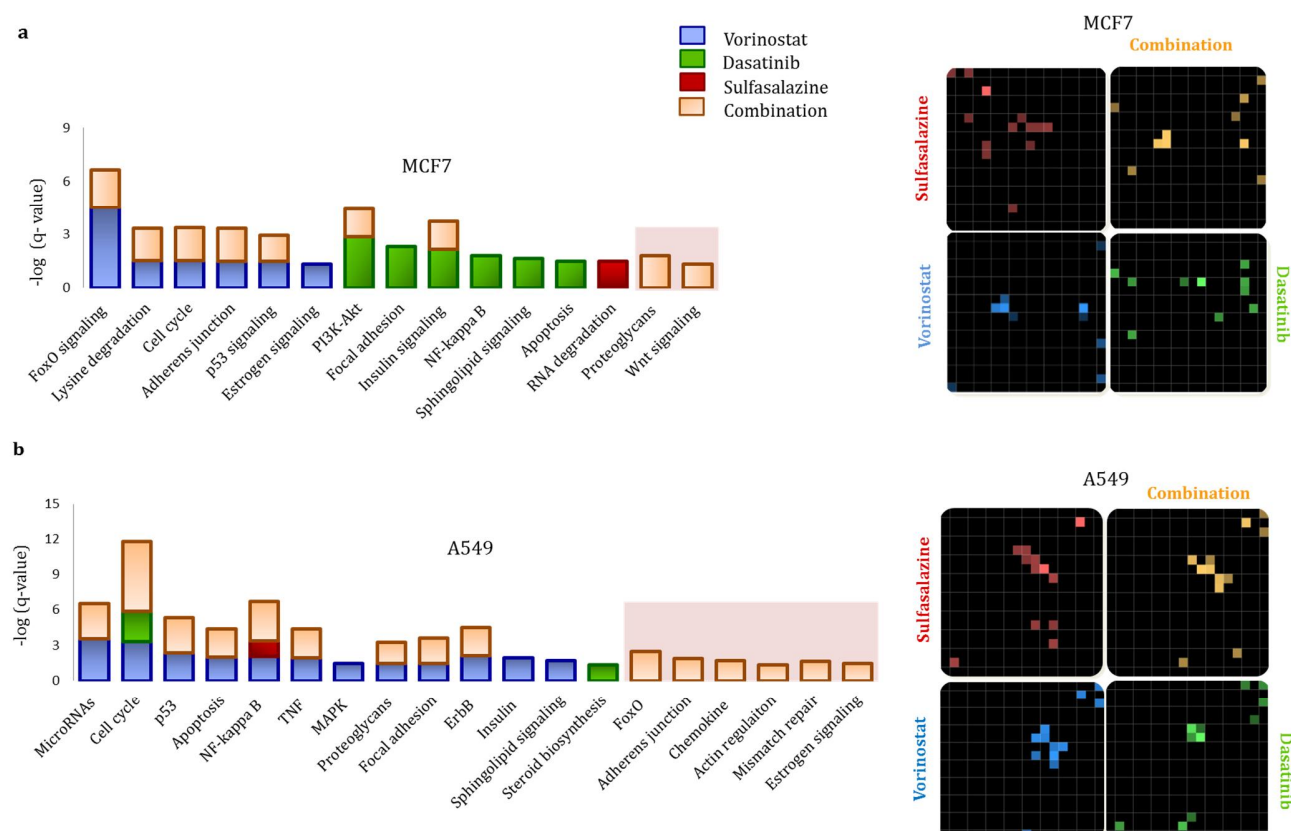 a
Vorinostat
Dasatinib
Sulfasalazine
Combination
MCF7
9
6
3
0
-log (q- value)
FoxO signaling
Lysine degradation
Cell cycle
Adherens junction
p53 signaling
Estrogen signaling
PI3K-Akt
Focal adhesion
Insulin signaling
NF-kappa B
Sphingolipid signaling
Apoptosis
RNA degradation
Proteoglycans
Wnt signaling
MCF7
Combination
Sulfasalazine
Vorinostat
Dasatinib
b
A549
15
12
9
6
3
0
-log (q-value)
MicroRNAs
Cell cycle
p53
Apoptosis
NF-kappa B
TNF
MAPK
Proteoglycans
Focal adhesion
ErbB
Insulin
Sphingolipid signaling
Steroid biosynthesis
FoxO
Adherens junction
Chemokine
Actin regulaiton
Mismatch repair
Estrogen signaling
A549
Combination
Sulfasalazine
Vorinostat
Dasatinib